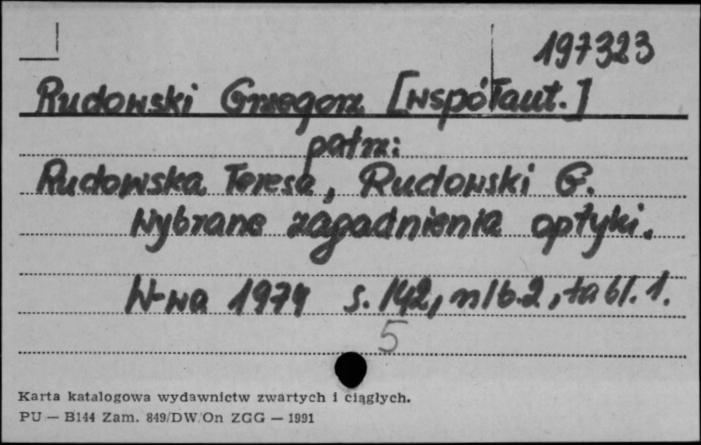 197323
Rudowski Grzegorz [współaut.]
patrz:
Rudowska Teresa, Rudowski G.
Wybrane zagadnienia optyki.
W-wa 1974 s. 142, nlb. 2, tabl. 1.
5
Karta katalogowa wydawnictw zwartych i ciągłych.
PU — B144 Zam. 849/DW/On ZGG — 1991